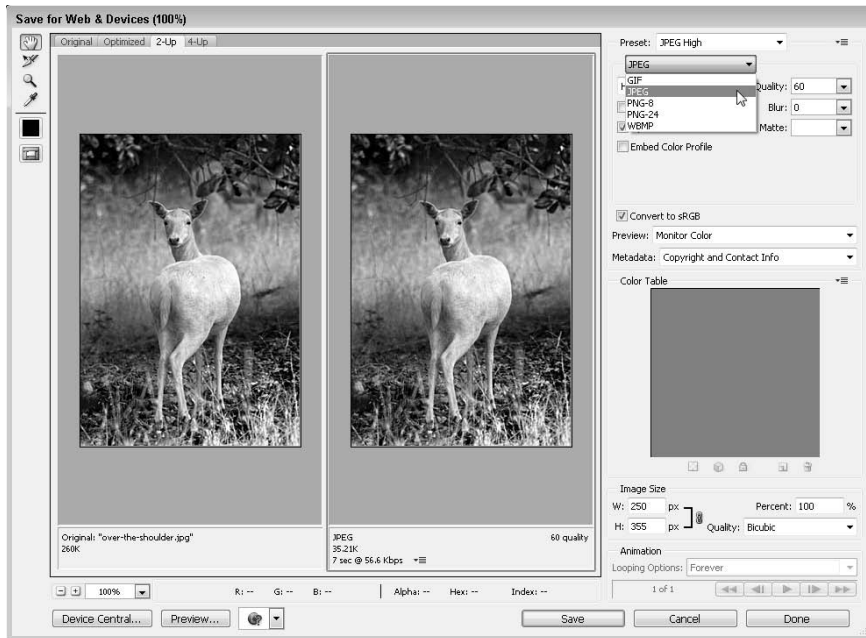 Save for Web & Devices (100%)
Original Optimized 2-Up 4-Up
Preset: JPEG High
JPEG
GIF
JPEG
PNG-8
PNG-24
WBMP
Quality: 60
Blur: 0
Matte:
Embed Color Profile
Convert to sRGB
Preview: Monitor Color
Metadata: Copyright and Contact Info
Color Table
Image Size
W: 250 px
Percent: 100 %
H: 355 px
Quality: Bicubic
Animation
Looping Options: Forever
1 of 1
Original: "over-the-shoulder.jpg"
260K
JPEG 60 quality
35.21K
7 sec @ 56.6 Kbps
100% R: -- G: -- B: -- Alpha: -- Hex: -- Index: --
Device Central... Preview... Save Cancel Done